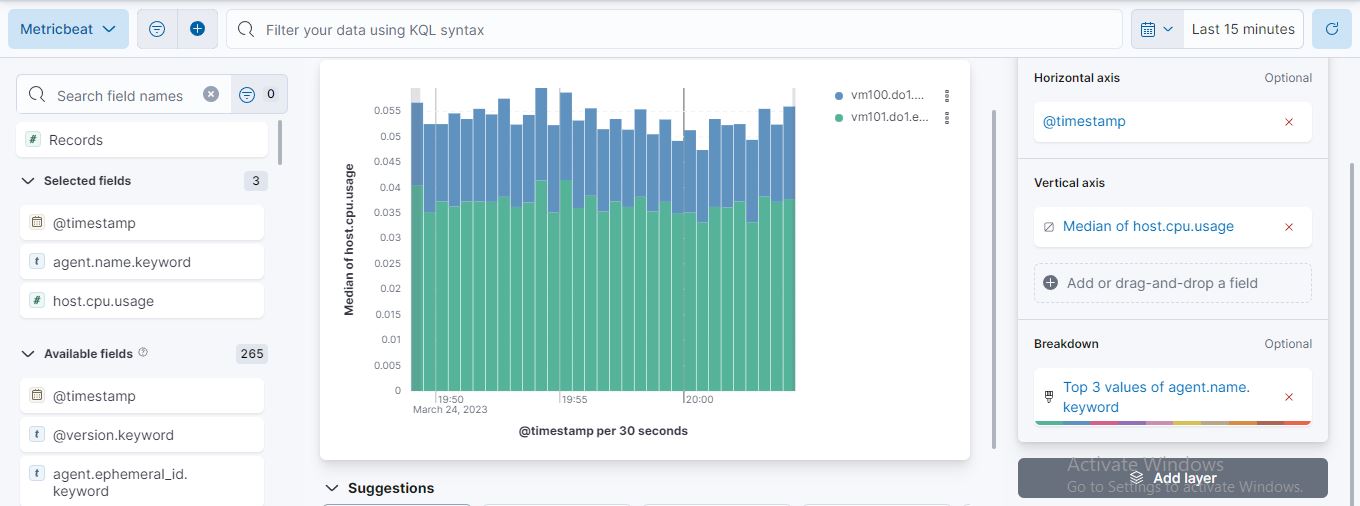 Metricbeat
Filter your data using KQL syntax
Last 15 minutes
Search field names
0
# Records
Selected fields
3
@timestamp
t agent.name.keyword
# host.cpu.usage
Available fields
265
@timestamp
t @version.keyword
t agent.ephemeral_id.
keyword
Median of host.cpu.usage
0.055
0.05
0.045
0.04
0.035
0.03
0.025
0.02
0.015
0.01
0.005
0
19:50
19:55
20:00
March 24, 2023
@timestamp per 30 seconds
vm100.do1....
vm101.do1.e...
Suggestions
Horizontal axis
Optional
@timestamp
Vertical axis
Median of host.cpu.usage
Add or drag-and-drop a field
Breakdown
Optional
Top 3 values of agent.name.
keyword
Activate Windows
Add layer
Go to Settings to activate Windows.